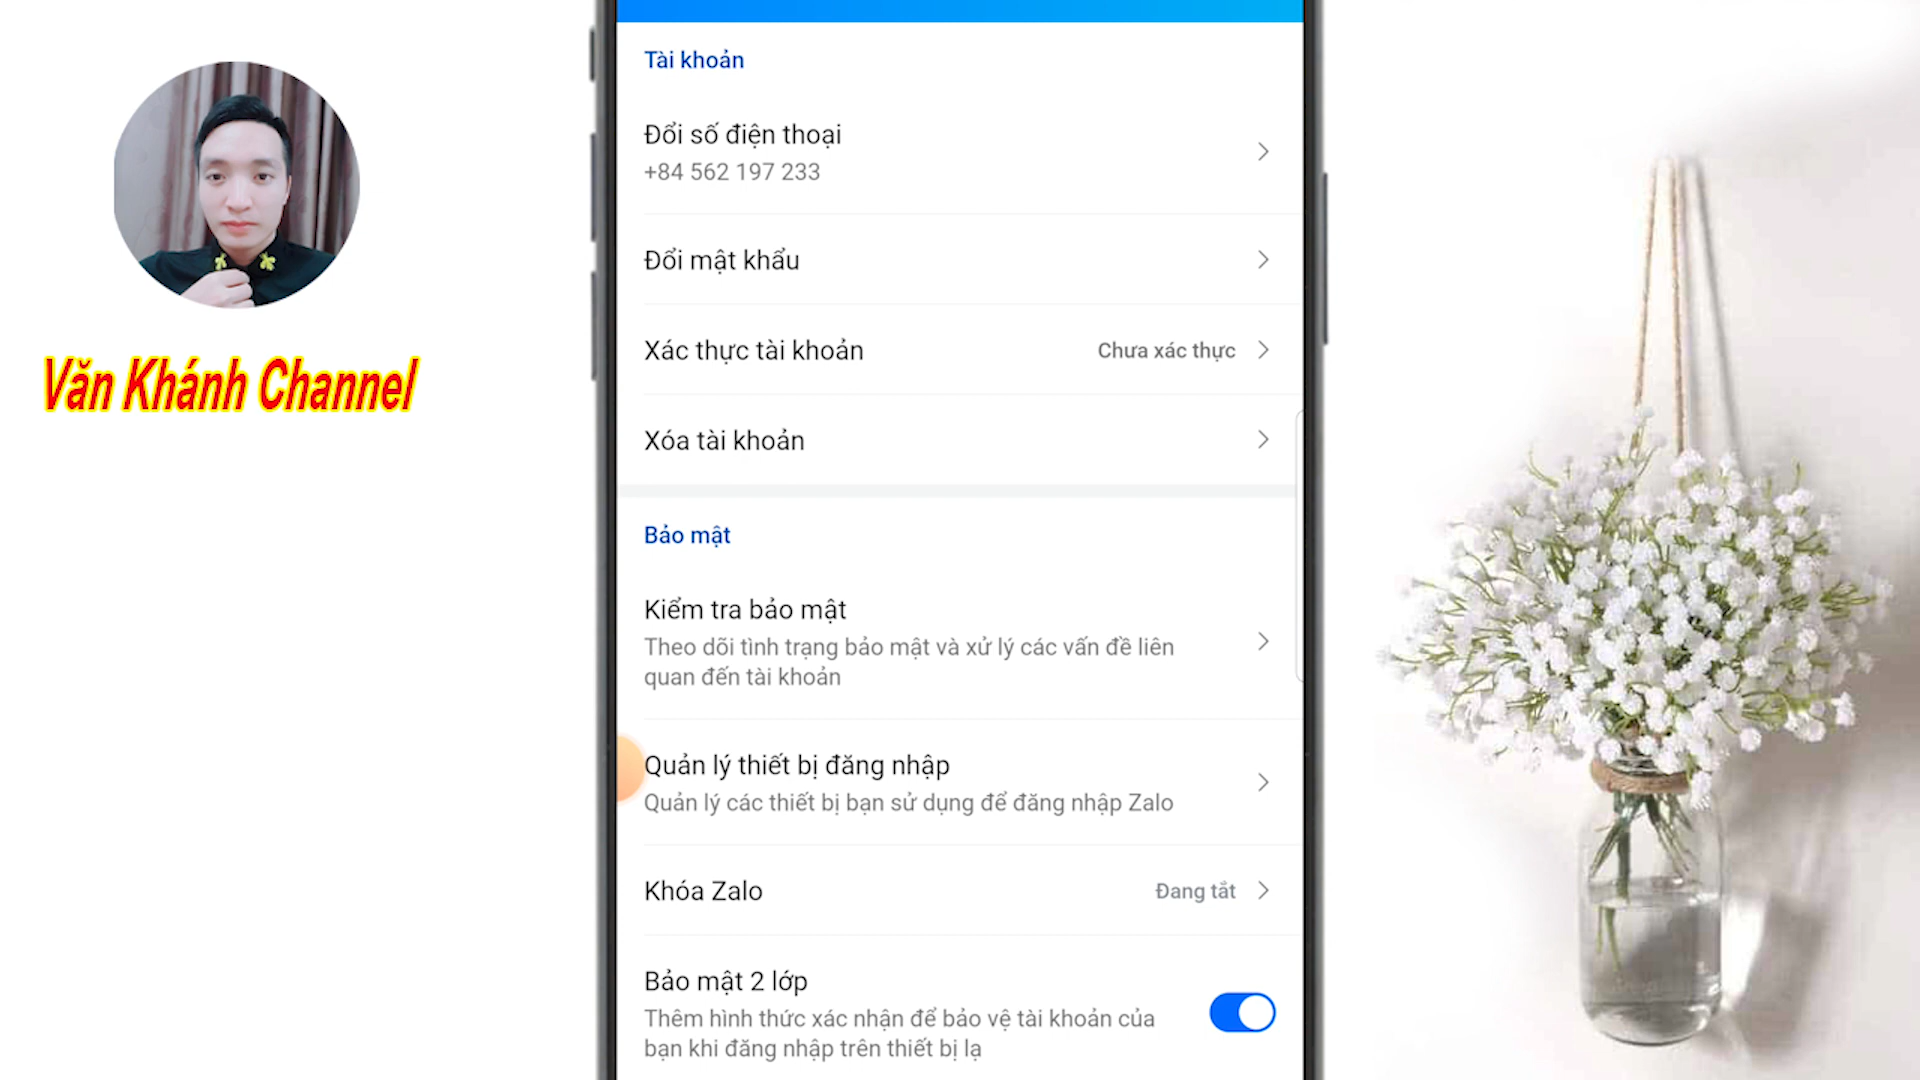 Văn Khánh Channel
Tài khoản
Đổi số điện thoại
+84 562 197 233
Đổi mật khẩu
Xác thực tài khoản Chưa xác thực
Xóa tài khoản
Bảo mật
Kiểm tra bảo mật
Theo dõi tình trạng bảo mật và xử lý các vấn đề liên
quan đến tài khoản
Quản lý thiết bị đăng nhập
Quản lý các thiết bị bạn sử dụng để đăng nhập Zalo
Khóa Zalo Đang tắt
Bảo mật 2 lớp
Thêm hình thức xác nhận để bảo vệ tài khoản của
bạn khi đăng nhập trên thiết bị lạ